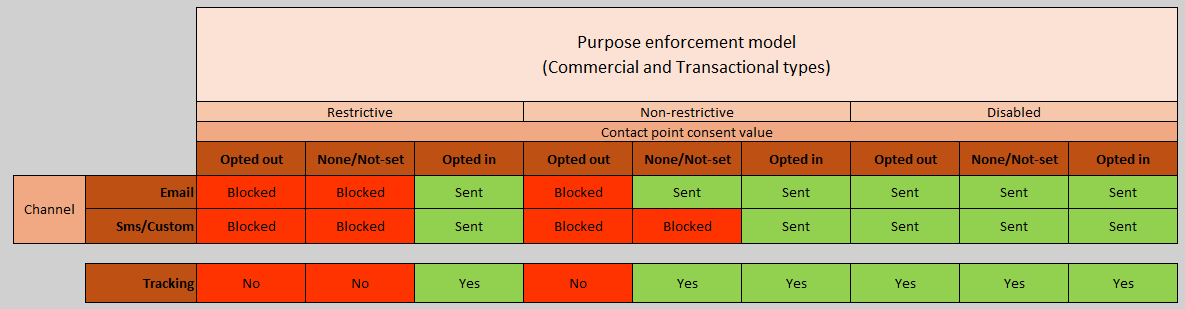 Purpose enforcement model
(Commercial and Transactional types)
Restrictive Non-restrictive Disabled
Contact point consent value
Opted out None/Not-set Opted in Opted out None/Not-set Opted in Opted out None/Not-set Opted in
Channel
Email Blocked Blocked Sent Blocked Sent Sent Sent Sent Sent
Sms/Custom Blocked Blocked Sent Blocked Blocked Sent Sent Sent Sent
Tracking No No Yes No Yes Yes Yes Yes Yes